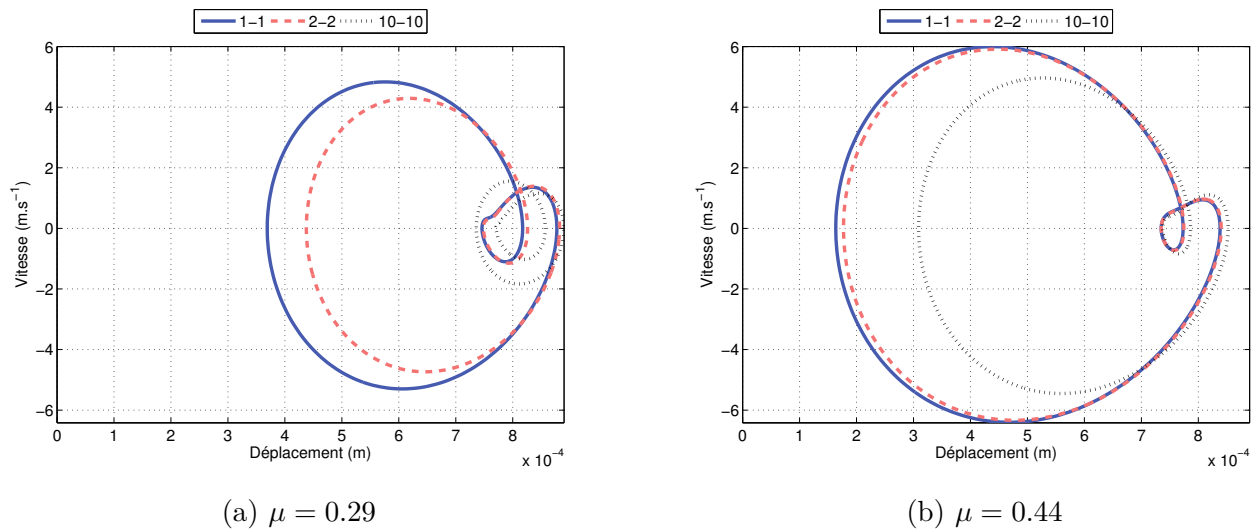 1−1 2−2 10−10
6
4
2
0
−2
−4
−6
Vitesse (m.s⁻¹)
0 1 2 3 4 5 6 7 8
Déplacement (m)
x 10⁻⁴
(a) μ = 0.29
1−1 2−2 10−10
6
4
2
0
−2
−4
−6
Vitesse (m.s⁻¹)
0 1 2 3 4 5 6 7 8
Déplacement (m)
x 10⁻⁴
(b) μ = 0.44